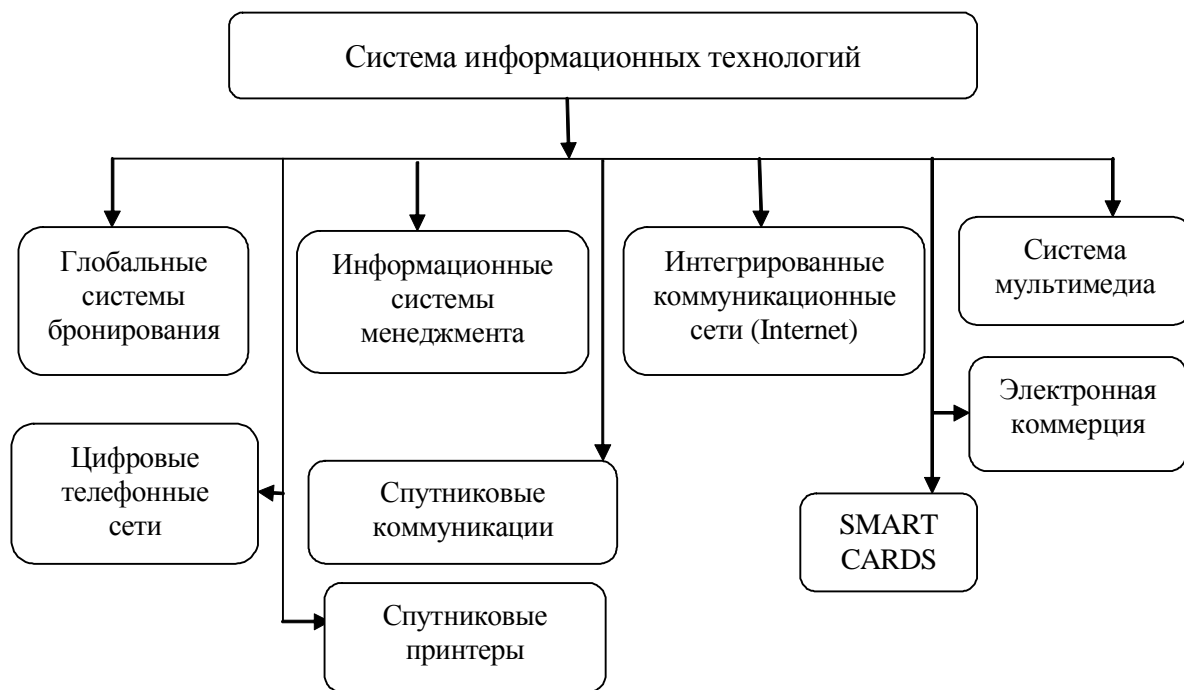 Система информационных технологий
Глобальные
системы
бронирования
Информационные
системы
менеджмента
Интегрированные
коммуникационные
сети (Internet)
Система
мультимедиа
Электронная
коммерция
Цифровые
телефонные
сети
Спутниковые
коммуникации
SMART
CARDS
Спутниковые
принтеры